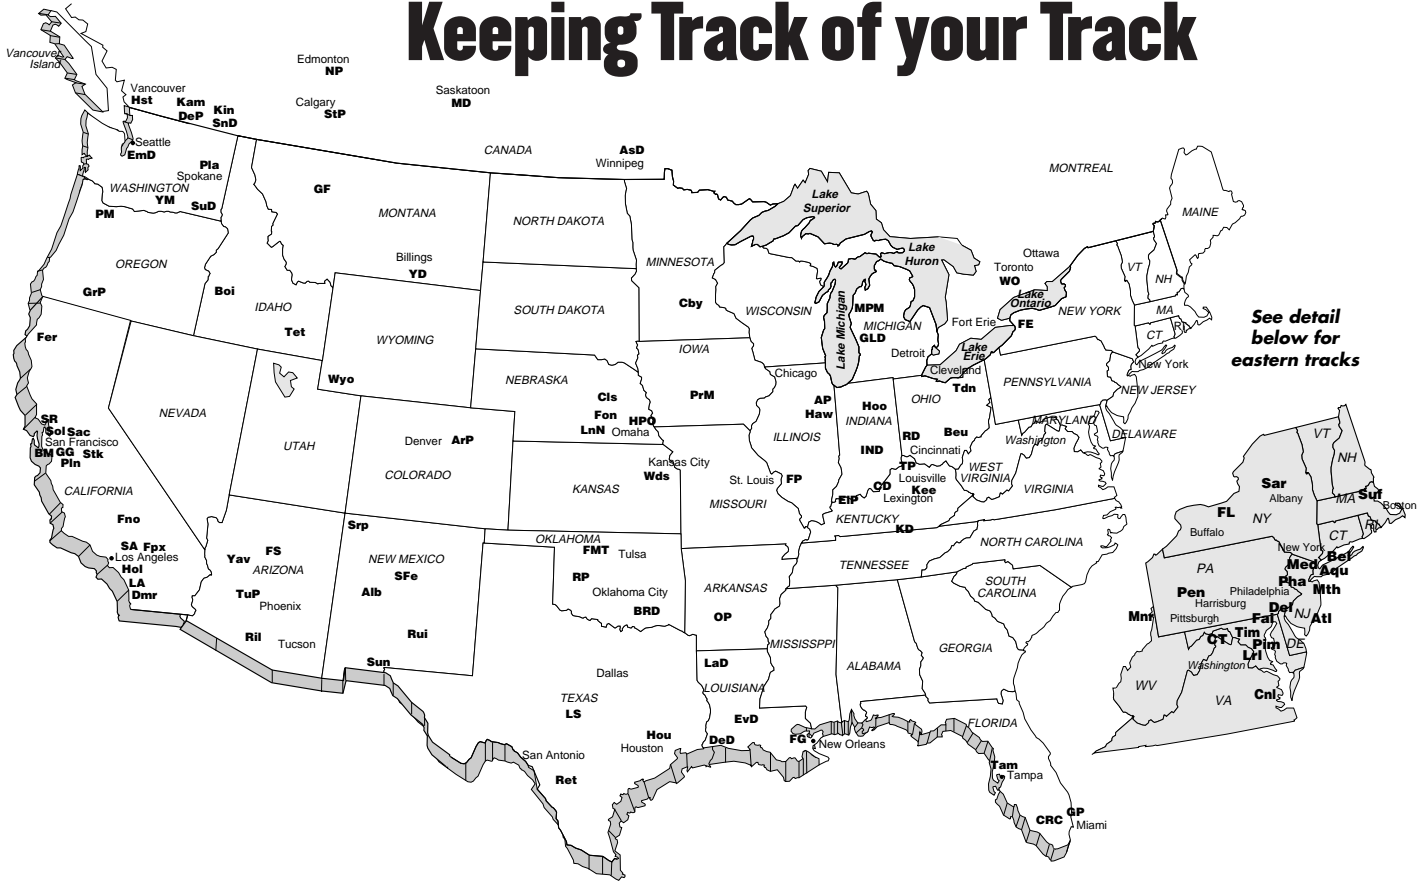 Keeping Track of your Track
Vancouver
Island
Edmonton
NP
Vancouver
Hst
Kam
DeP
Kin
SnD
Calgary
StP
Saskatoon
MD
CANADA
AsD
Winnipeg
MONTREAL
Seattle
EmD
Pla
Spokane
WASHINGTON
YM
SuD
PM
OREGON
GrP
Boi
IDAHO
Tet
GF
MONTANA
Billings
YD
NORTH DAKOTA
SOUTH DAKOTA
MINNESOTA
Cby
Lake
Superior
Lake
Huron
Lake Michigan
WISCONSIN
MPM
MICHIGAN
GLD
Detroit
Ottawa
Toronto
WO
Lake
Ontario
Fort Erie
FE
Lake
Erie
Cleveland
NEW YORK
VT
NH
MAINE
MA
CT
RI
New York
NEW JERSEY
PENNSYLVANIA
MARYLAND
DELAWARE
Washington
See detail
below for
eastern tracks
Fer
WYOMING
Wyo
NEVADA
UTAH
SR
Sol
Sac
San Francisco
BM
GG
Stk
Pln
CALIFORNIA
Fno
SA
Fpx
Los Angeles
Hol
LA
Dmr
Denver
ArP
COLORADO
NEBRASKA
Cls
Fon
HPO
LnN
Omaha
IOWA
PrM
Chicago
AP
Haw
ILLINOIS
Hoo
INDIANA
IND
OHIO
Tdn
RD
Beu
Cincinnati
TP
Louisville
CD
Kee
Lexington
ElP
KENTUCKY
KD
WEST
VIRGINIA
VIRGINIA
KANSAS
Kansas City
Wds
MISSOURI
St. Louis
FP
Srp
Yav
FS
ARIZONA
TuP
Phoenix
Ril
Tucson
NEW MEXICO
SFe
Alb
Rui
Sun
OKLAHOMA
FMT
Tulsa
RP
Oklahoma City
BRD
ARKANSAS
OP
TENNESSEE
NORTH CAROLINA
SOUTH
CAROLINA
MISSISSPPI
ALABAMA
GEORGIA
Dallas
TEXAS
LS
San Antonio
Ret
Hou
Houston
LaD
LOUISIANA
EvD
DeD
FG
New Orleans
FLORIDA
Tam
Tampa
CRC
GP
Miami
VT
NH
Sar
Albany
MA
Suf
Boston
FL
NY
Buffalo
CT
RI
New York
Bel
Med
Aqu
PA
Pha
Mth
Pen
Philadelphia
Harrisburg
Del
Mnr
Pittsburgh
Fai
NJ
Atl
CT
Tim
Pim
DE
Lrl
Washington
WV
VA
Cnl